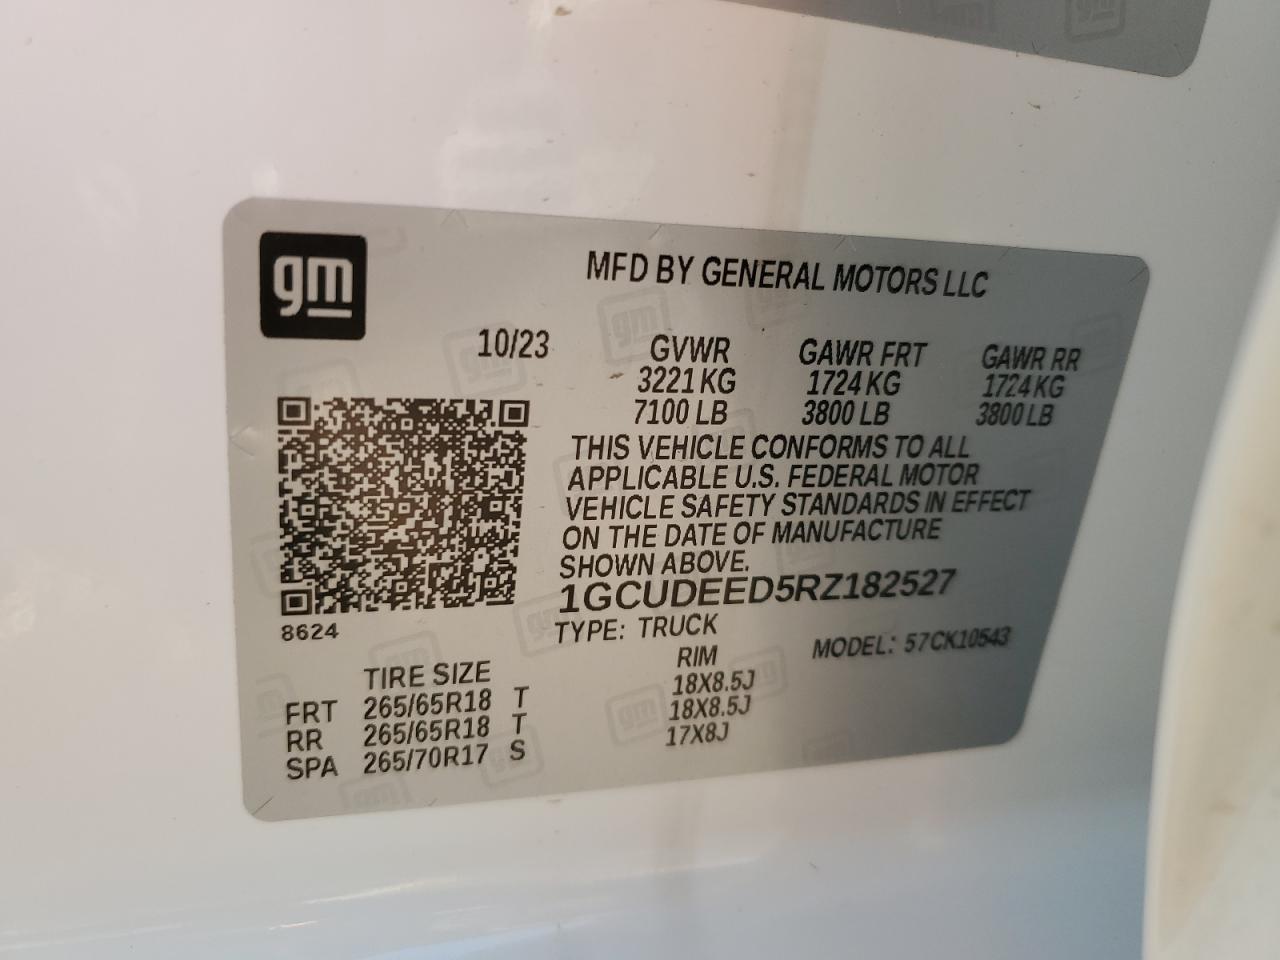 gm
MFD BY GENERAL MOTORS LLC
10/23 GVWR GAWR FRT GAWR RR
3221 KG 1724 KG 1724 KG
7100 LB 3800 LB 3800 LB
THIS VEHICLE CONFORMS TO ALL
APPLICABLE U.S. FEDERAL MOTOR
VEHICLE SAFETY STANDARDS IN EFFECT
ON THE DATE OF MANUFACTURE
SHOWN ABOVE.
1GCUDEED5RZ182527
8624
TYPE: TRUCK MODEL: 57CK10543
TIRE SIZE RIM
FRT 265/65R18 T 18X8.5J
RR 265/65R18 T 18X8.5J
SPA 265/70R17 S 17X8J